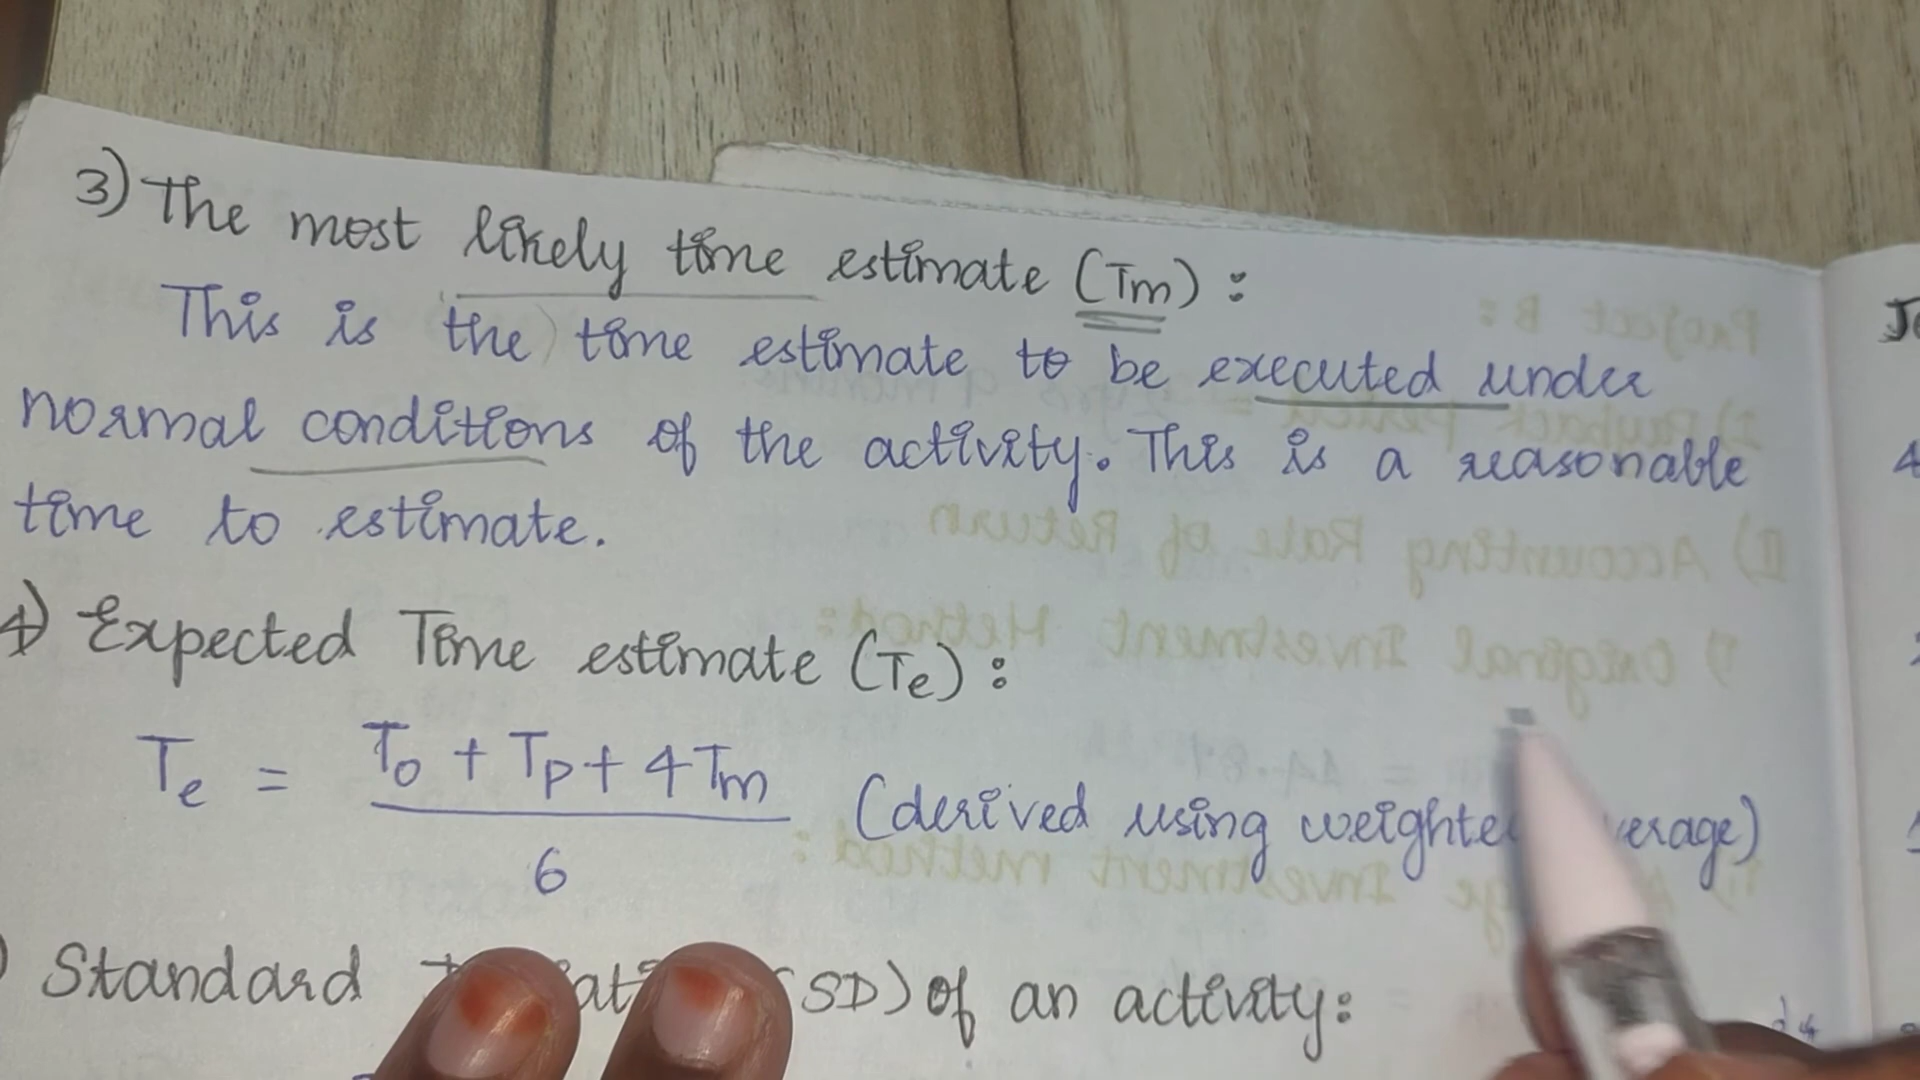 3) The most likely time estimate (Tm) :
This is the time estimate to be executed under
normal conditions of the activity. This is a reasonable
time to estimate.
4) Expected Time estimate (Te) :
Te = To + Tp + 4Tm (derived using
6
Standard (SD) of an activity: